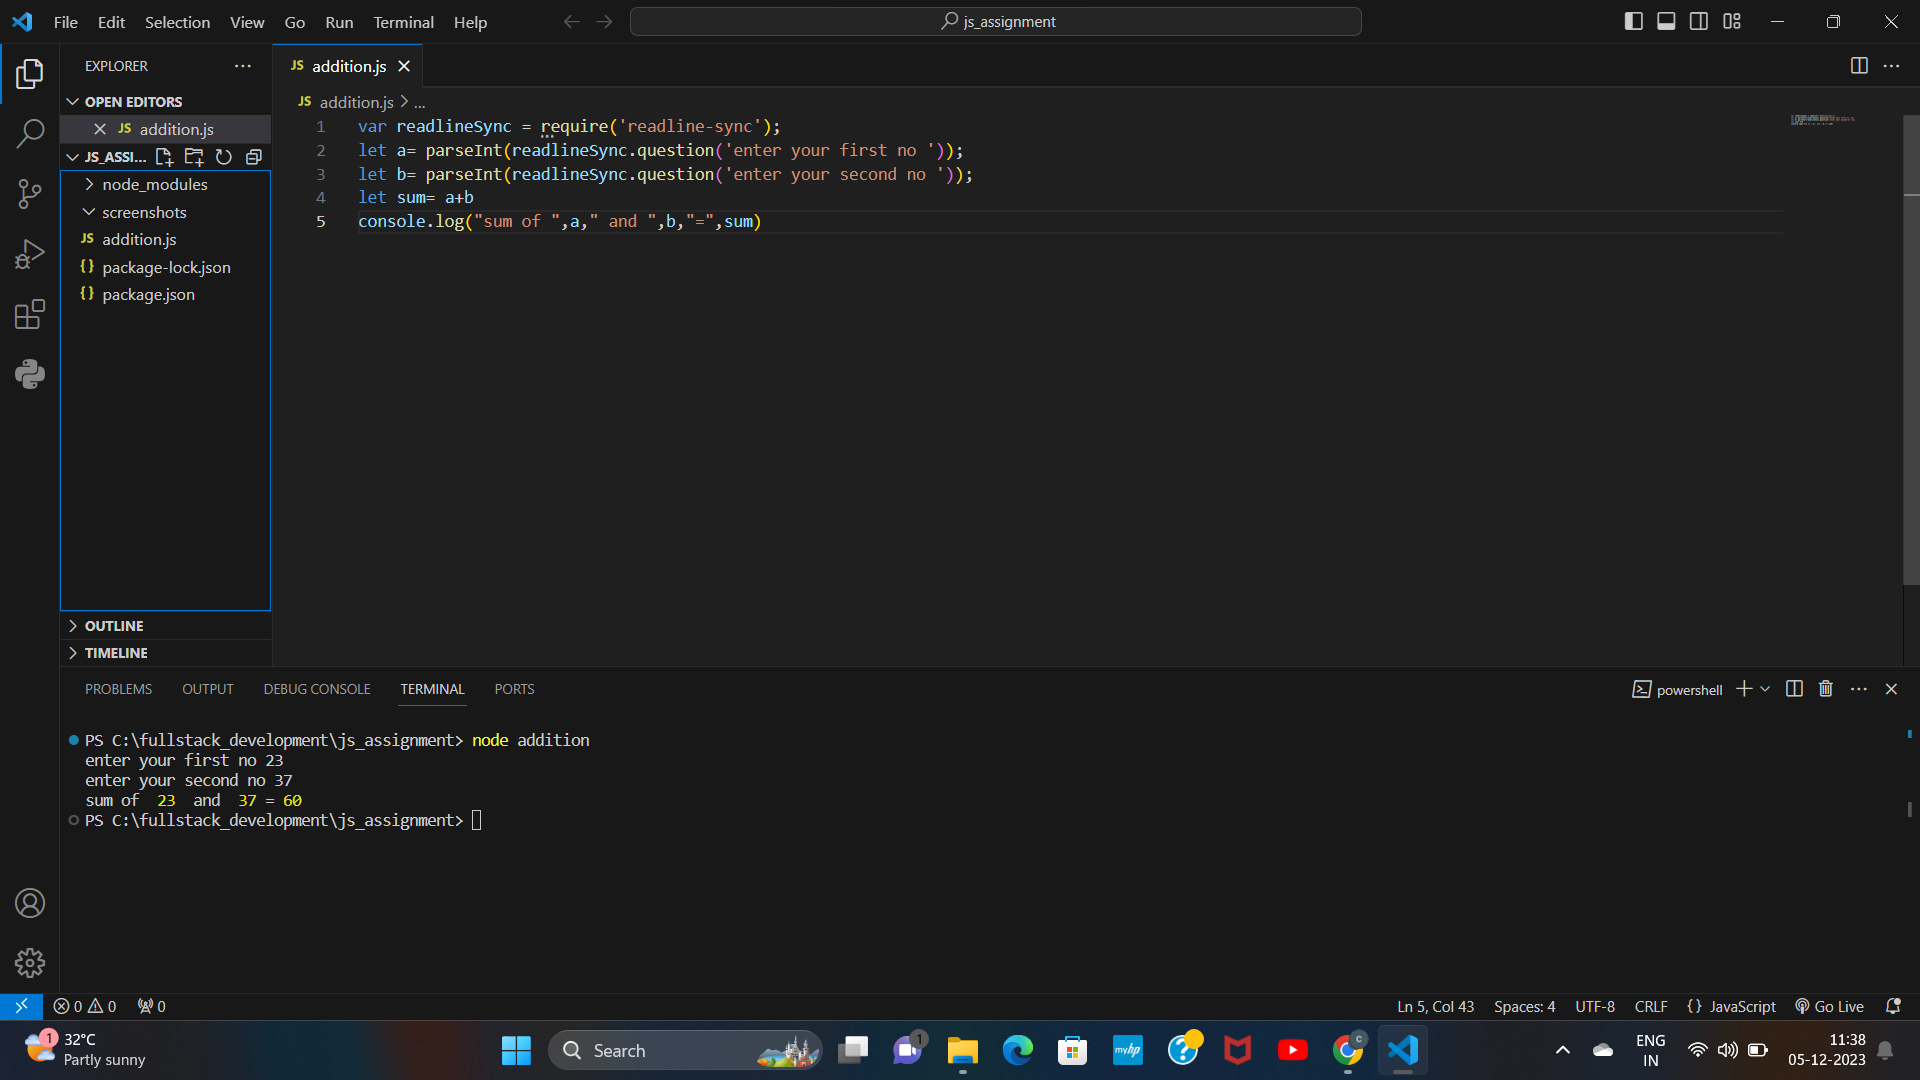 File Edit Selection View Go Run Terminal Help
js_assignment
EXPLORER
OPEN EDITORS
JS addition.js
JS_ASSI...
node_modules
screenshots
JS addition.js
{} package-lock.json
{} package.json
OUTLINE
TIMELINE
JS addition.js
JS addition.js > ...
1 var readlineSync = require('readline-sync');
2 let a= parseInt(readlineSync.question('enter your first no '));
3 let b= parseInt(readlineSync.question('enter your second no '));
4 let sum= a+b
5 console.log("sum of ",a," and ",b,"=",sum)
PROBLEMS OUTPUT DEBUG CONSOLE TERMINAL PORTS
powershell
PS C:\fullstack_development\js_assignment> node addition
enter your first no 23
enter your second no 37
sum of  23  and  37 = 60
PS C:\fullstack_development\js_assignment>
0 0 0
Ln 5, Col 43 Spaces: 4 UTF-8 CRLF {} JavaScript Go Live
1
32°C
Partly sunny
Search
1
myhp
?
C
ENG
IN
11:38
05-12-2023